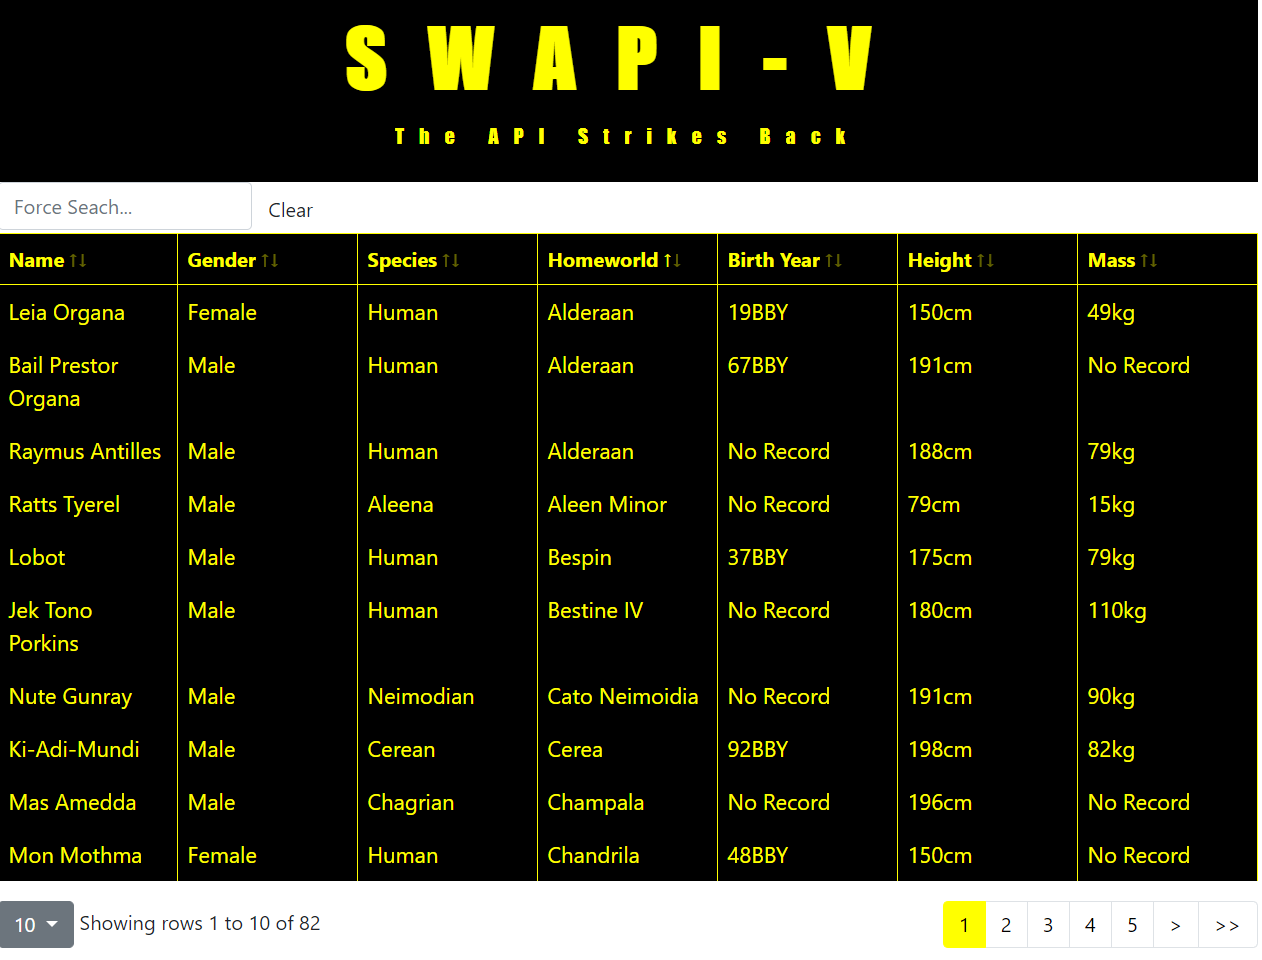 SWAPI-V
The API Strikes Back
Force Seach...
Clear
Name ↑↓ Gender ↑↓ Species ↑↓ Homeworld ↑↓ Birth Year ↑↓ Height ↑↓ Mass ↑↓
Leia Organa Female Human Alderaan 19BBY 150cm 49kg
Bail Prestor Organa Male Human Alderaan 67BBY 191cm No Record
Raymus Antilles Male Human Alderaan No Record 188cm 79kg
Ratts Tyerel Male Aleena Aleen Minor No Record 79cm 15kg
Lobot Male Human Bespin 37BBY 175cm 79kg
Jek Tono Porkins Male Human Bestine IV No Record 180cm 110kg
Nute Gunray Male Neimodian Cato Neimoidia No Record 191cm 90kg
Ki-Adi-Mundi Male Cerean Cerea 92BBY 198cm 82kg
Mas Amedda Male Chagrian Champala No Record 196cm No Record
Mon Mothma Female Human Chandrila 48BBY 150cm No Record
10 Showing rows 1 to 10 of 82 1 2 3 4 5 > >>